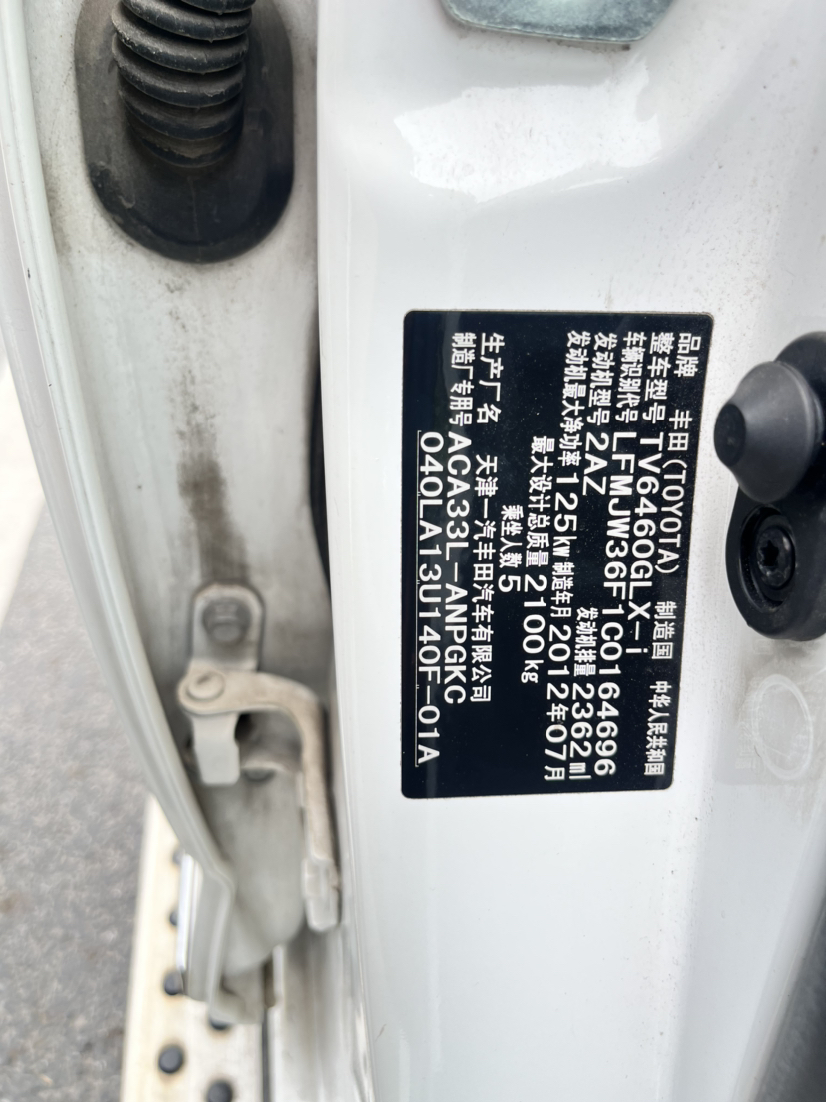 品牌 丰田(TOYOTA) 制造国 中华人民共和国
整车型号 TV6460GLX-i
车辆识别代号 LFMJW36F1C0164696
发动机型号 2AZ 发动机排量 2362ml
发动机最大净功率 125kw 制造年月 2012年07月
最大设计总质量 2100kg
乘坐人数 5
生产厂名 天津一汽丰田汽车有限公司
制造厂专用号 ACA33L-ANPGKC
040LA13U140F-01A